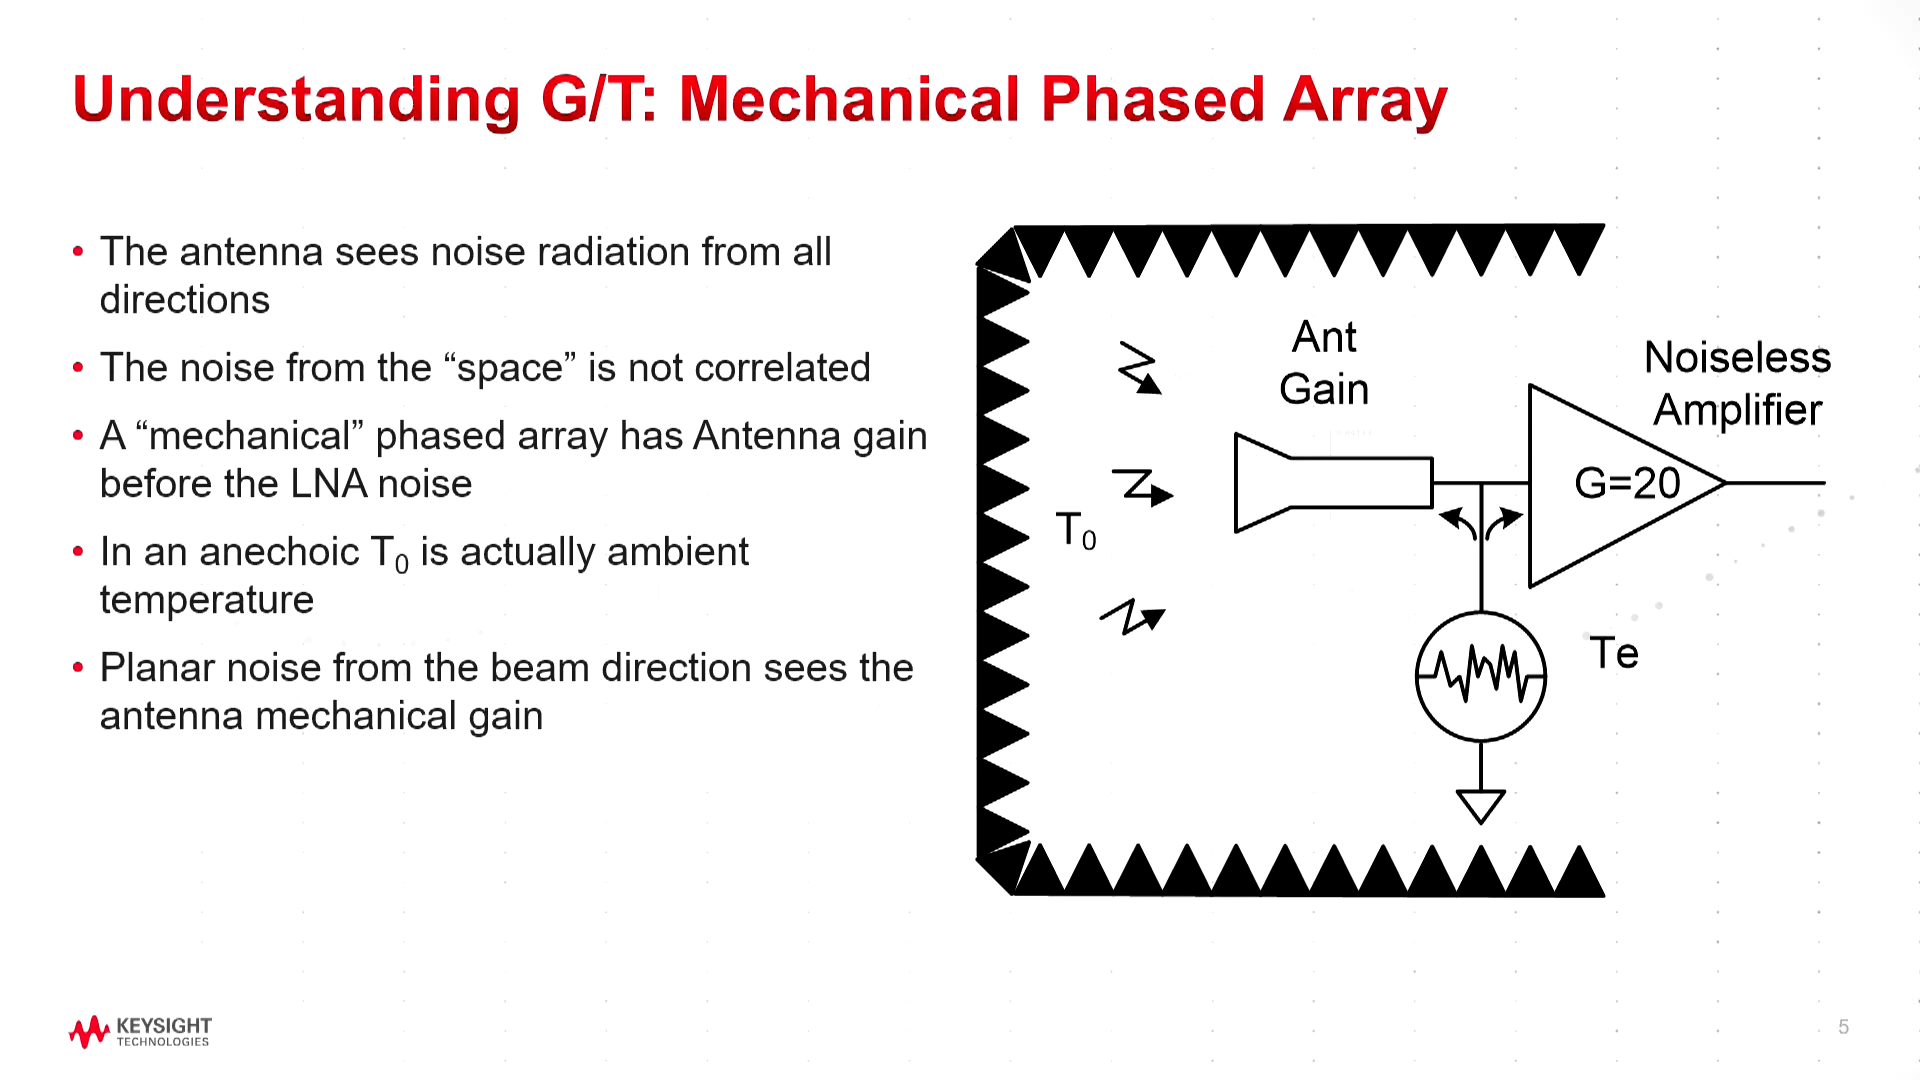 Understanding G/T: Mechanical Phased Array
• The antenna sees noise radiation from all
directions
• The noise from the “space” is not correlated
• A “mechanical” phased array has Antenna gain
before the LNA noise
• In an anechoic T₀ is actually ambient
temperature
• Planar noise from the beam direction sees the
antenna mechanical gain
Ant
Gain
Noiseless
Amplifier
G=20
T₀
Te
KEYSIGHT
TECHNOLOGIES
5